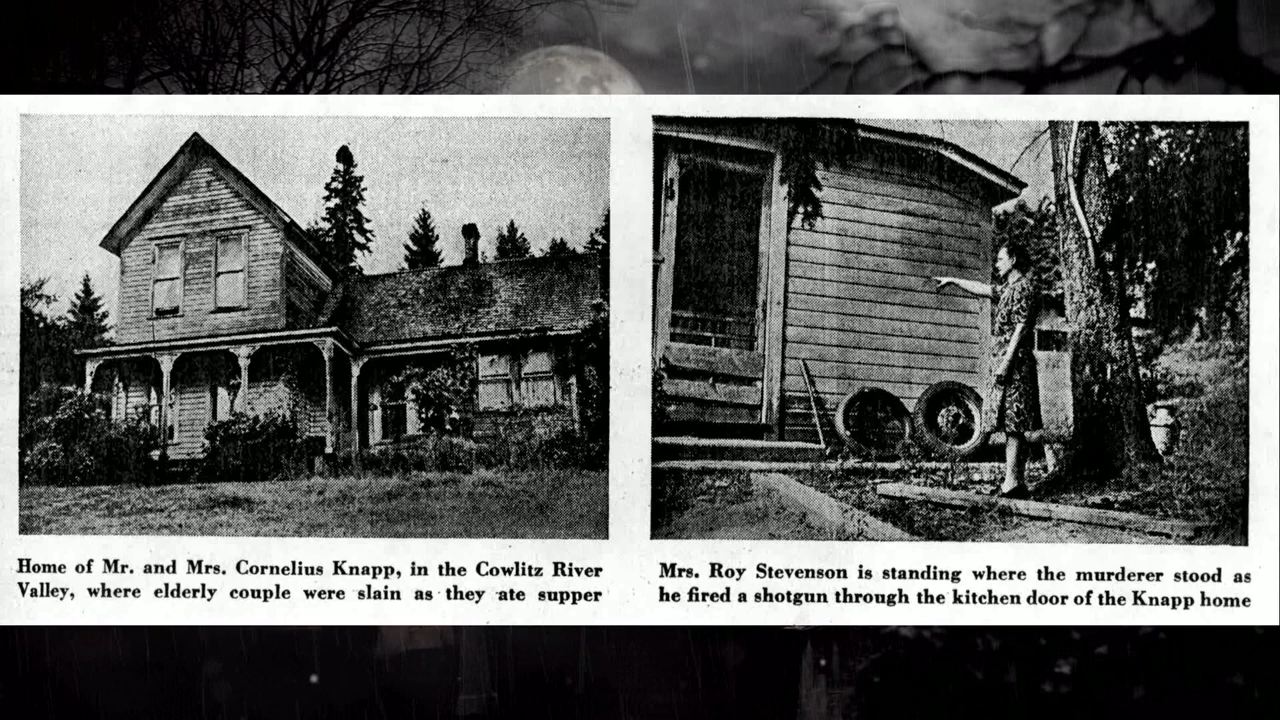 Home of Mr. and Mrs. Cornelius Knapp, in the Cowlitz River
Valley, where elderly couple were slain as they ate supper
Mrs. Roy Stevenson is standing where the murderer stood as
he fired a shotgun through the kitchen door of the Knapp home